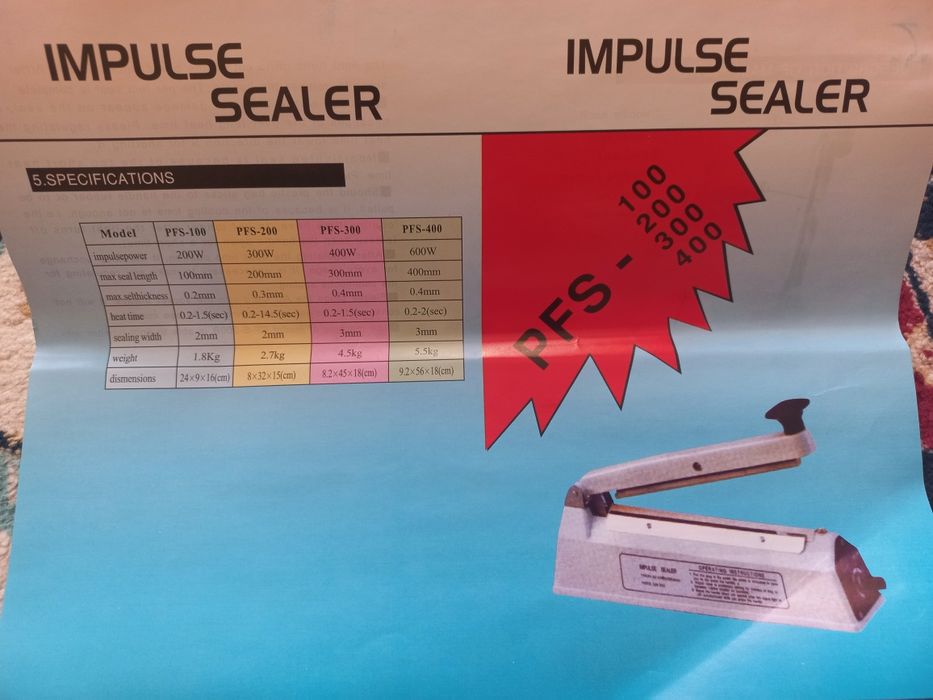 IMPULSE
SEALER
5.SPECIFICATIONS
Model PFS-100 PFS-200 PFS-300 PFS-400
impulsepower 200W 300W 400W 600W
max seal length 100mm 200mm 300mm 400mm
max.selthickness 0.2mm 0.3mm 0.4mm 0.4mm
heat time 0.2-1.5(sec) 0.2-14.5(sec) 0.2-1.5(sec) 0.2-2(sec)
sealing width 2mm 2mm 3mm 3mm
weight 1.8Kg 2.7kg 4.5kg 5.5kg
dismensions 24×9×16(cm) 8×32×15(cm) 8.2×45×18(cm) 9.2×56×18(cm)
IMPULSE
SEALER
PFS - 100
200
300
400
IMPULSE SEALER
OPERATING INSTRUCTIONS